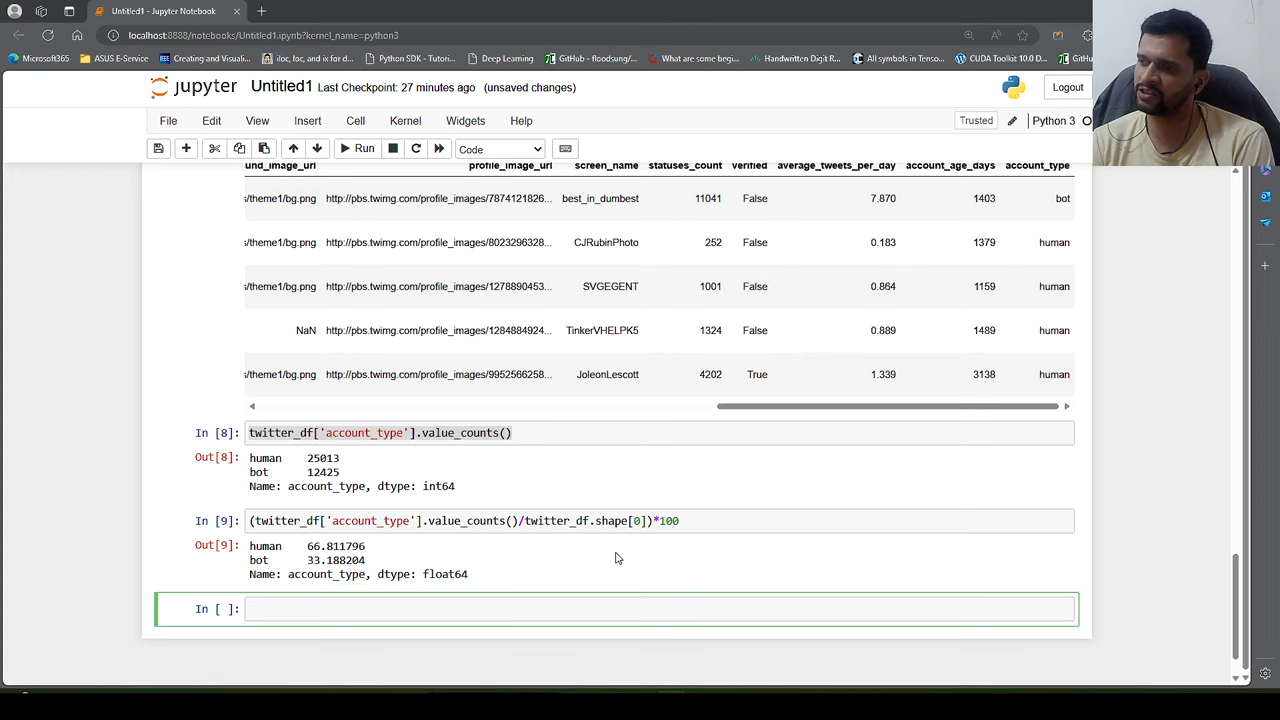 Untitled1 - Jupyter Notebook
localhost:8888/notebooks/Untitled1.ipynb?kernel_name=python3
Microsoft365 ASUS E-Service Creating and Visuali... iloc, loc, and ix for d... Python SDK - Tutori... Deep Learning GitHub - floodsung/... What are some begi... Handwritten Digit R... All symbols in Tenso... CUDA Toolkit 10.0 D... GitHu
jupyter Untitled1 Last Checkpoint: 27 minutes ago (unsaved changes) Logout
File Edit View Insert Cell Kernel Widgets Help Trusted Python 3
Run Code
und_image_url profile_image_url screen_name statuses_count verified average_tweets_per_day account_age_days account_type
s/theme1/bg.png http://pbs.twimg.com/profile_images/7874121826... best_in_dumbest 11041 False 7.870 1403 bot
s/theme1/bg.png http://pbs.twimg.com/profile_images/8023296328... CJRubinPhoto 252 False 0.183 1379 human
s/theme1/bg.png http://pbs.twimg.com/profile_images/1278890453... SVGEGENT 1001 False 0.864 1159 human
NaN http://pbs.twimg.com/profile_images/1284884924... TinkerVHELPK5 1324 False 0.889 1489 human
s/theme1/bg.png http://pbs.twimg.com/profile_images/9952566258... JoleonLescott 4202 True 1.339 3138 human
In [8]: twitter_df['account_type'].value_counts()
Out[8]: human 25013
bot 12425
Name: account_type, dtype: int64
In [9]: (twitter_df['account_type'].value_counts()/twitter_df.shape[0])*100
Out[9]: human 66.811796
bot 33.188204
Name: account_type, dtype: float64
In [ ]: